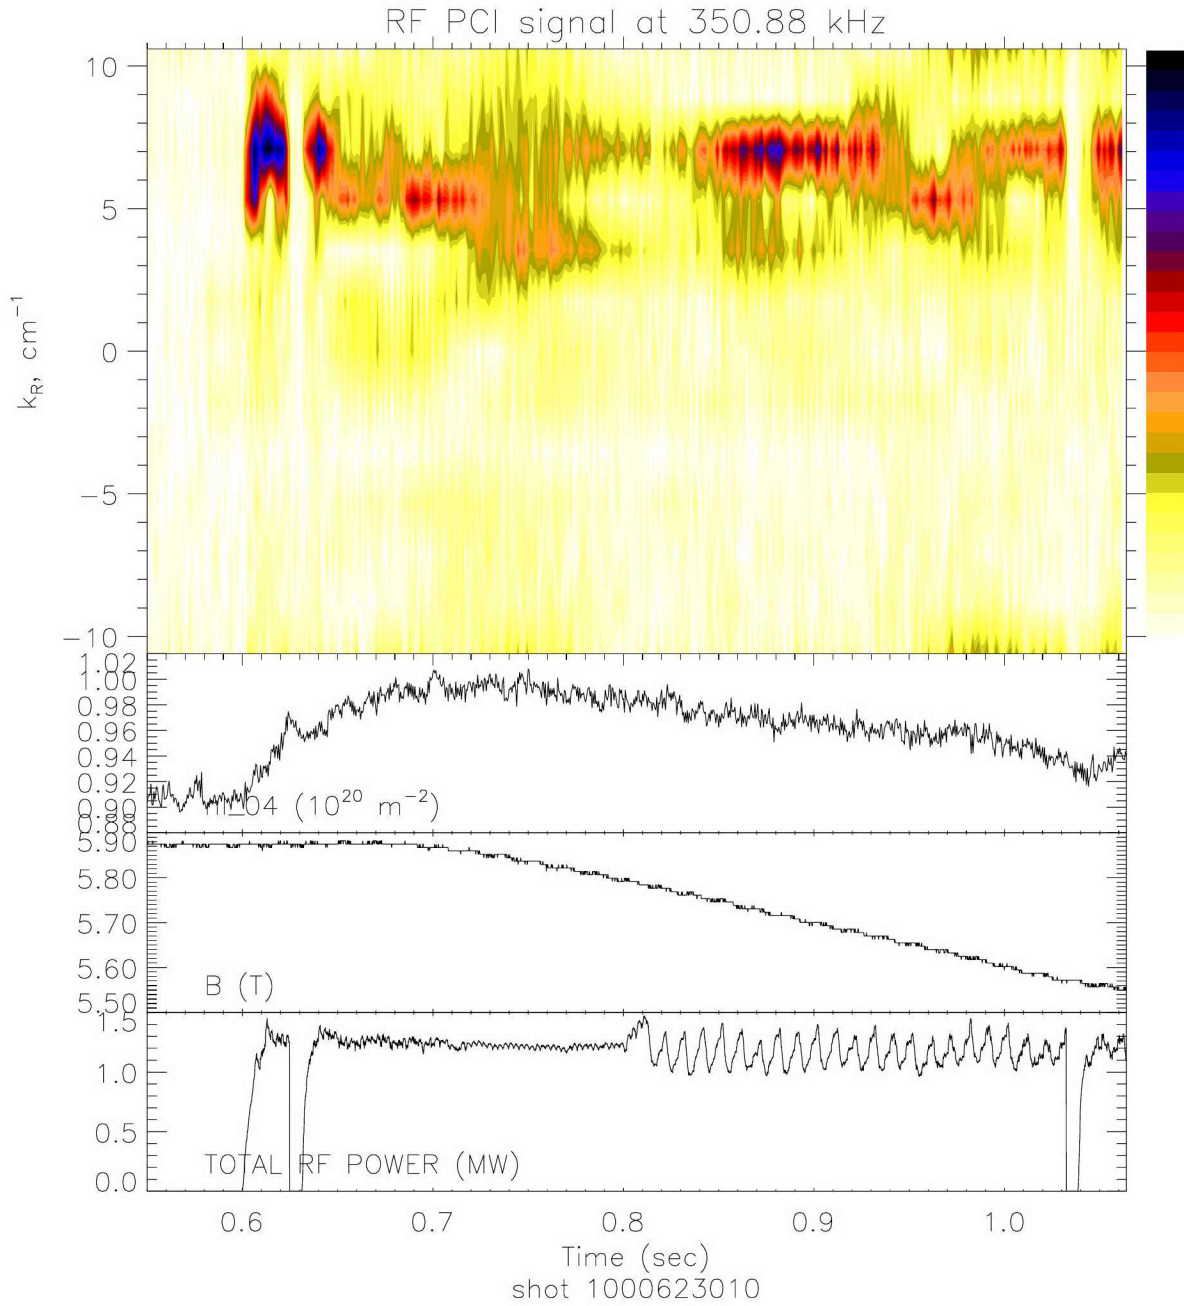 RF PCI signal at 350.88 kHz
10
5
0
−5
−10
k_R, cm⁻¹
1.02
1.00
0.98
0.96
0.94
0.92
0.90
0.88
nl_04 (10²⁰ m⁻²)
5.90
5.80
5.70
5.60
5.50
B (T)
1.5
1.0
0.5
0.0
TOTAL RF POWER (MW)
0.6 0.7 0.8 0.9 1.0
Time (sec)
shot 1000623010